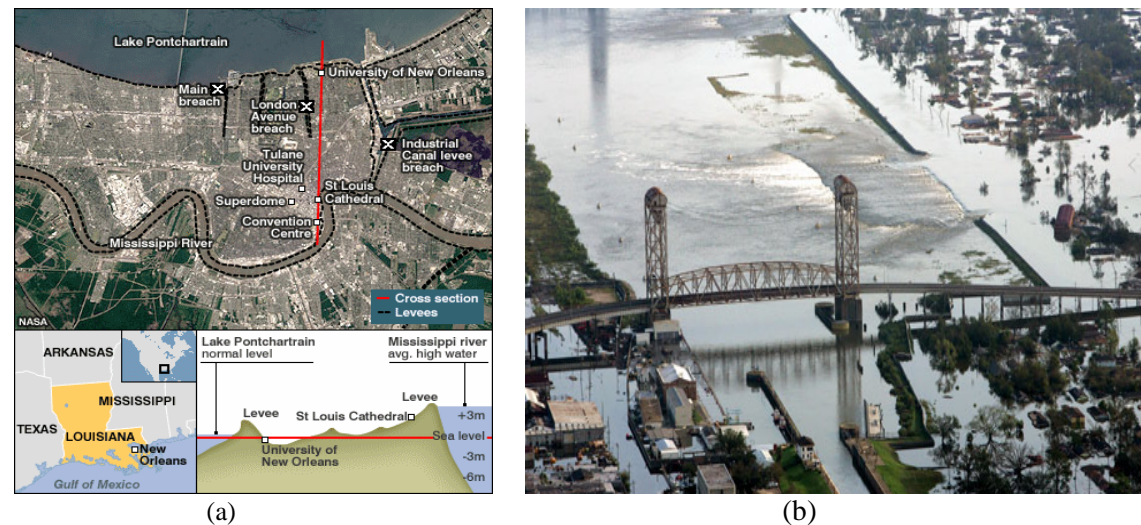 Lake Pontchartrain
University of New Orleans
Main
breach
London
Avenue
breach
Industrial
Canal levee
breach
Tulane
University
Hospital
St Louis
Cathedral
Superdome
Convention
Centre
Mississippi River
Cross section
Levees
NASA
ARKANSAS
MISSISSIPPI
TEXAS
LOUISIANA
New
Orleans
Gulf of Mexico
Lake Pontchartrain
normal level
Mississippi river
avg. high water
Levee
Levee
St Louis Cathedral
+3m
Sea level
University of
New Orleans
-3m
-6m
(a)
(b)